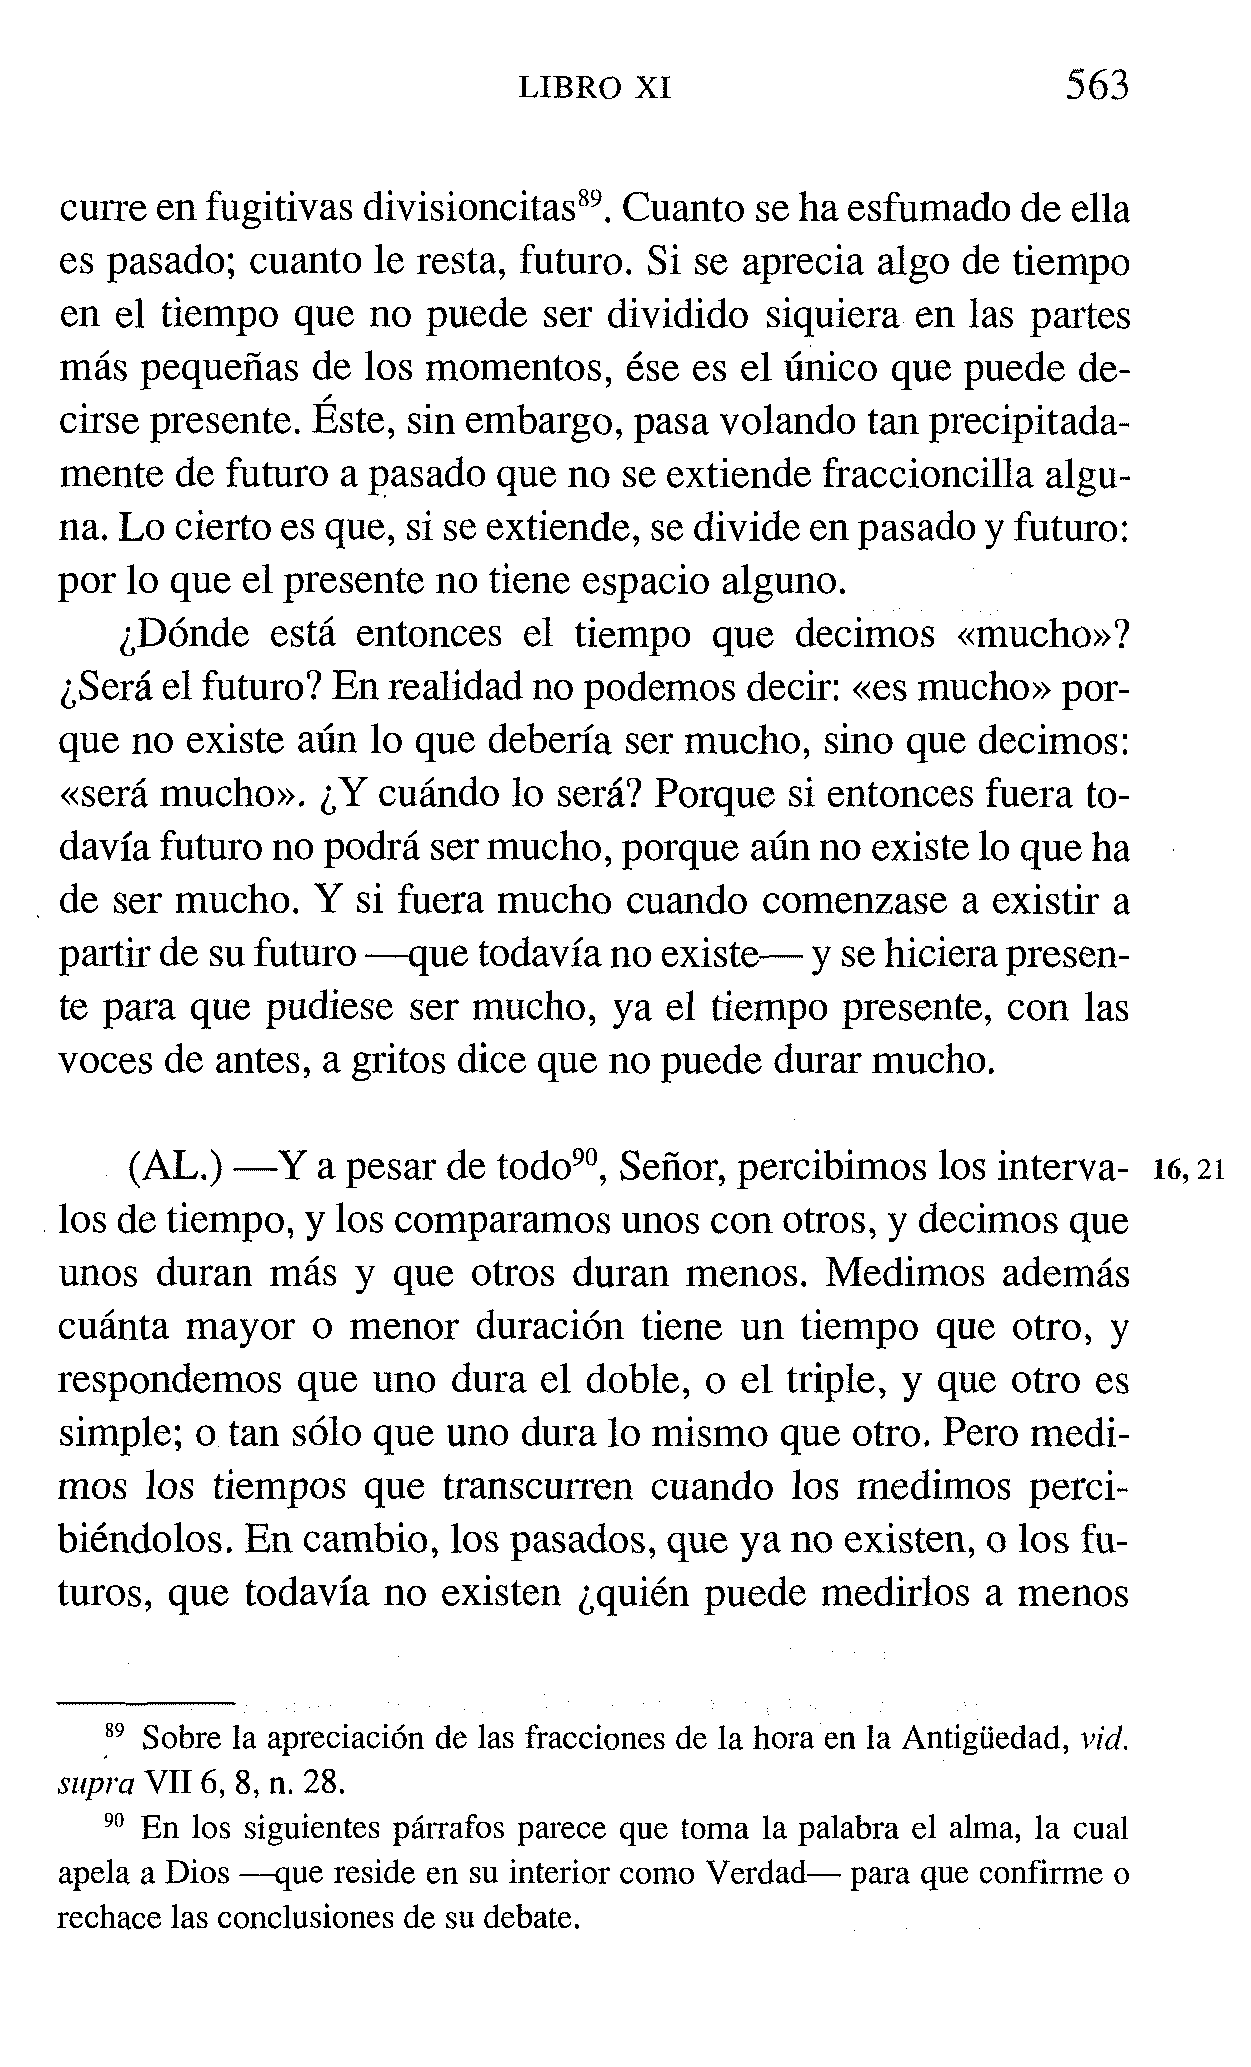 LIBRO XI 563
curre en fugitivas divisioncitas⁸⁹. Cuanto se ha esfumado de ella
es pasado; cuanto le resta, futuro. Si se aprecia algo de tiempo
en el tiempo que no puede ser dividido siquiera en las partes
más pequeñas de los momentos, ése es el único que puede de-
cirse presente. Éste, sin embargo, pasa volando tan precipitada-
mente de futuro a pasado que no se extiende fraccioncilla algu-
na. Lo cierto es que, si se extiende, se divide en pasado y futuro:
por lo que el presente no tiene espacio alguno.
¿Dónde está entonces el tiempo que decimos «mucho»?
¿Será el futuro? En realidad no podemos decir: «es mucho» por-
que no existe aún lo que debería ser mucho, sino que decimos:
«será mucho». ¿Y cuándo lo será? Porque si entonces fuera to-
davía futuro no podrá ser mucho, porque aún no existe lo que ha
de ser mucho. Y si fuera mucho cuando comenzase a existir a
partir de su futuro —que todavía no existe— y se hiciera presen-
te para que pudiese ser mucho, ya el tiempo presente, con las
voces de antes, a gritos dice que no puede durar mucho.
(AL.) —Y a pesar de todo⁹⁰, Señor, percibimos los interva- 16, 21
los de tiempo, y los comparamos unos con otros, y decimos que
unos duran más y que otros duran menos. Medimos además
cuánta mayor o menor duración tiene un tiempo que otro, y
respondemos que uno dura el doble, o el triple, y que otro es
simple; o tan sólo que uno dura lo mismo que otro. Pero medi-
mos los tiempos que transcurren cuando los medimos perci-
biéndolos. En cambio, los pasados, que ya no existen, o los fu-
turos, que todavía no existen ¿quién puede medirlos a menos
⁸⁹ Sobre la apreciación de las fracciones de la hora en la Antigüedad, vid.
supra VII 6, 8, n. 28.
⁹⁰ En los siguientes párrafos parece que toma la palabra el alma, la cual
apela a Dios —que reside en su interior como Verdad— para que confirme o
rechace las conclusiones de su debate.